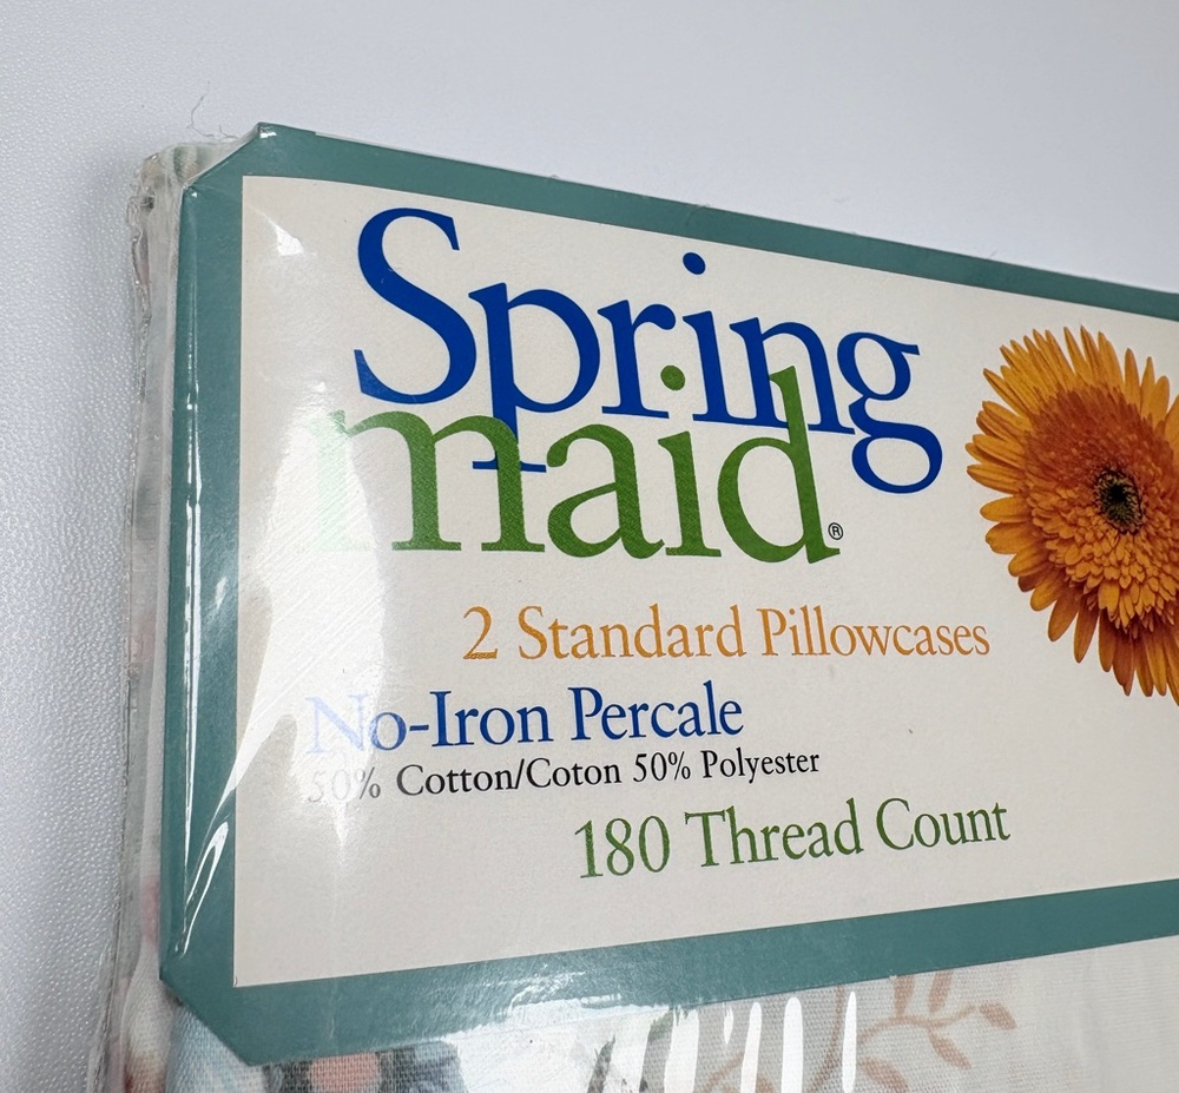 Spring
maid®
2 Standard Pillowcases
No-Iron Percale
50% Cotton/Coton 50% Polyester
180 Thread Count